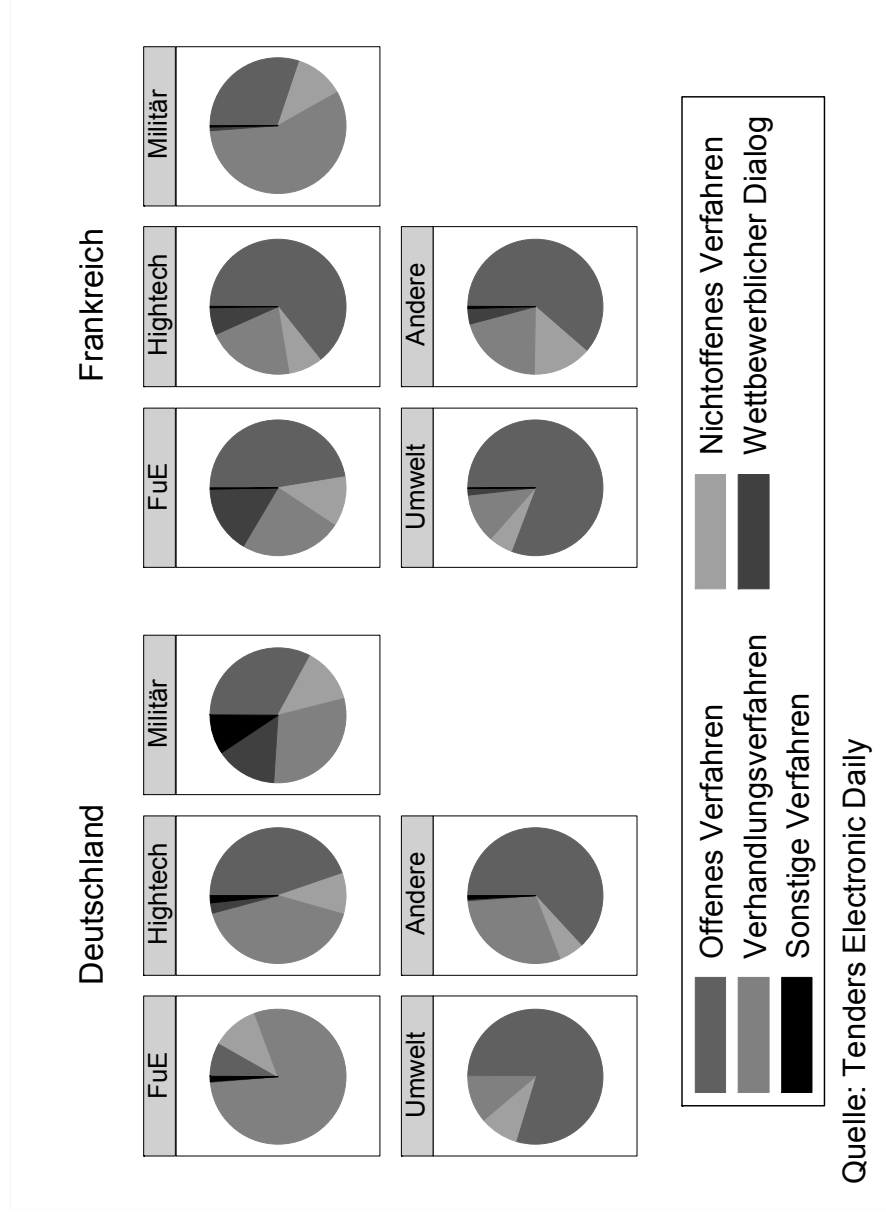 Deutschland
FuE
Hightech
Militär
Umwelt
Andere
Frankreich
FuE
Hightech
Militär
Umwelt
Andere
Offenes Verfahren
Nichtoffenes Verfahren
Verhandlungsverfahren
Wettbewerblicher Dialog
Sonstige Verfahren
Quelle: Tenders Electronic Daily